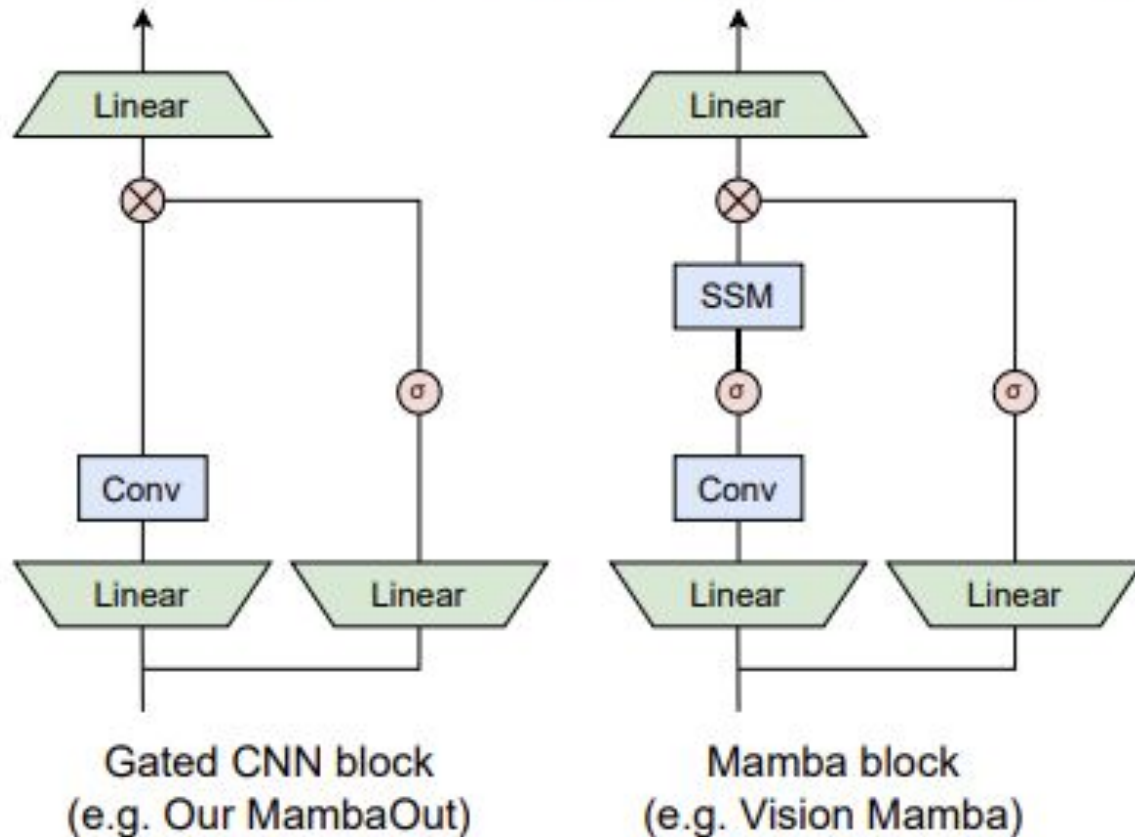 Linear
Linear
SSM
σ
σ
σ
Conv
Conv
Linear
Linear
Linear
Linear
Gated CNN block
(e.g. Our MambaOut)
Mamba block
(e.g. Vision Mamba)